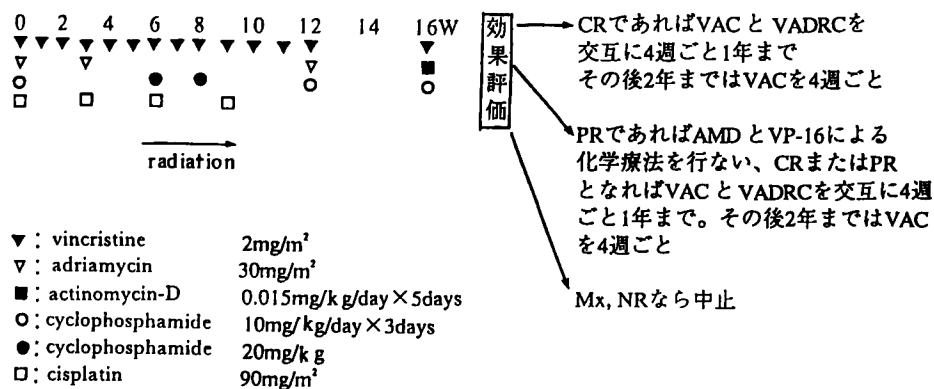 0 2 4 6 8 10 12 14 16W
radiation
効果評価
CRであればVACとVADRCを
交互に4週ごと1年まで
その後2年まではVACを4週ごと
PRであればAMDとVP-16による
化学療法を行ない、CRまたはPR
となればVACとVADRCを交互に4週
ごと1年まで。その後2年まではVAC
を4週ごと
Mx, NRなら中止
▼ : vincristine 2mg/m²
▽ : adriamycin 30mg/m²
■ : actinomycin-D 0.015mg/kg/day×5days
○ : cyclophosphamide 10mg/kg/day×3days
● : cyclophosphamide 20mg/kg
□ : cisplatin 90mg/m²